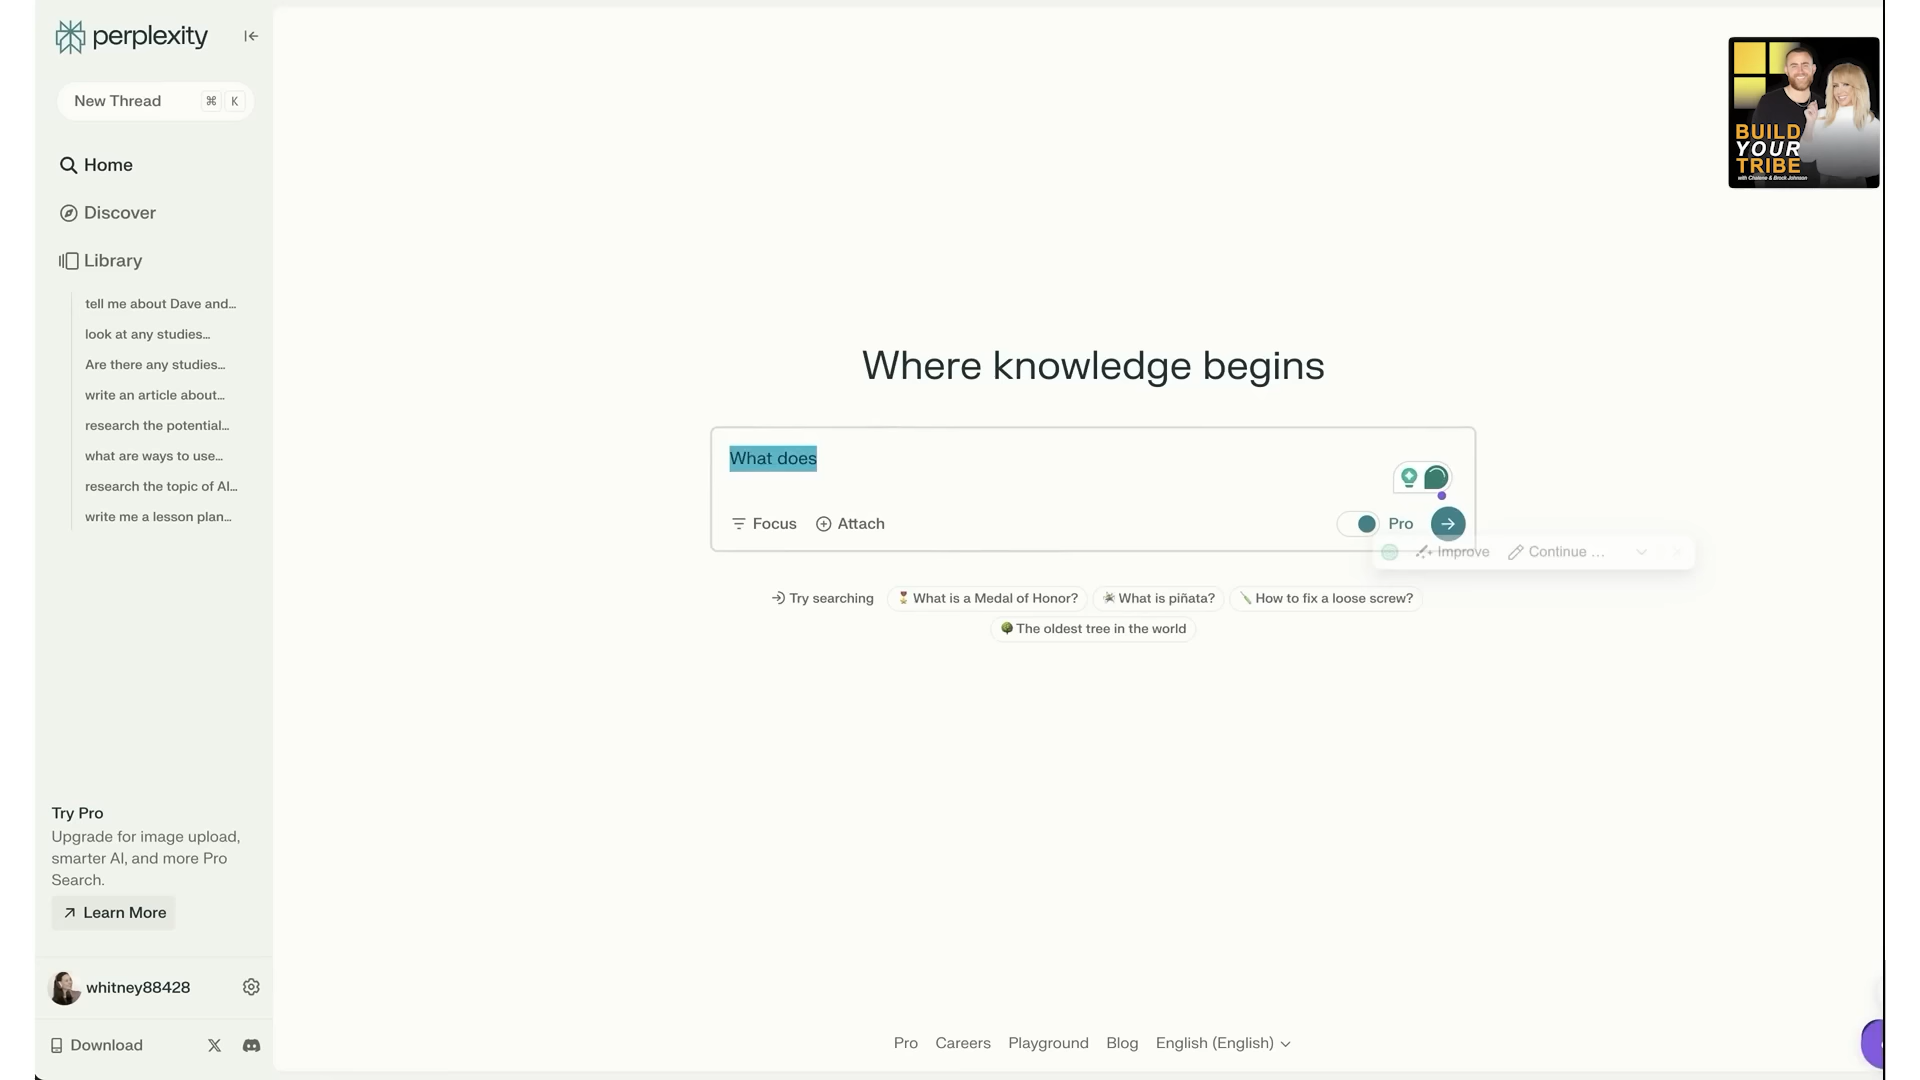 perplexity
New Thread ⌘ K
Home
Discover
Library
tell me about Dave and...
look at any studies...
Are there any studies...
write an article about...
research the potential...
what are ways to use...
research the topic of AI...
write me a lesson plan...
Try Pro
Upgrade for image upload,
smarter AI, and more Pro
Search.
Learn More
whitney88428
Download
Where knowledge begins
What does
Focus Attach Pro
Improve Continue ...
Try searching What is a Medal of Honor? What is piñata? How to fix a loose screw?
The oldest tree in the world
Pro Careers Playground Blog English (English)
BUILD
YOUR
TRIBE
with Chalene & Brock Johnson